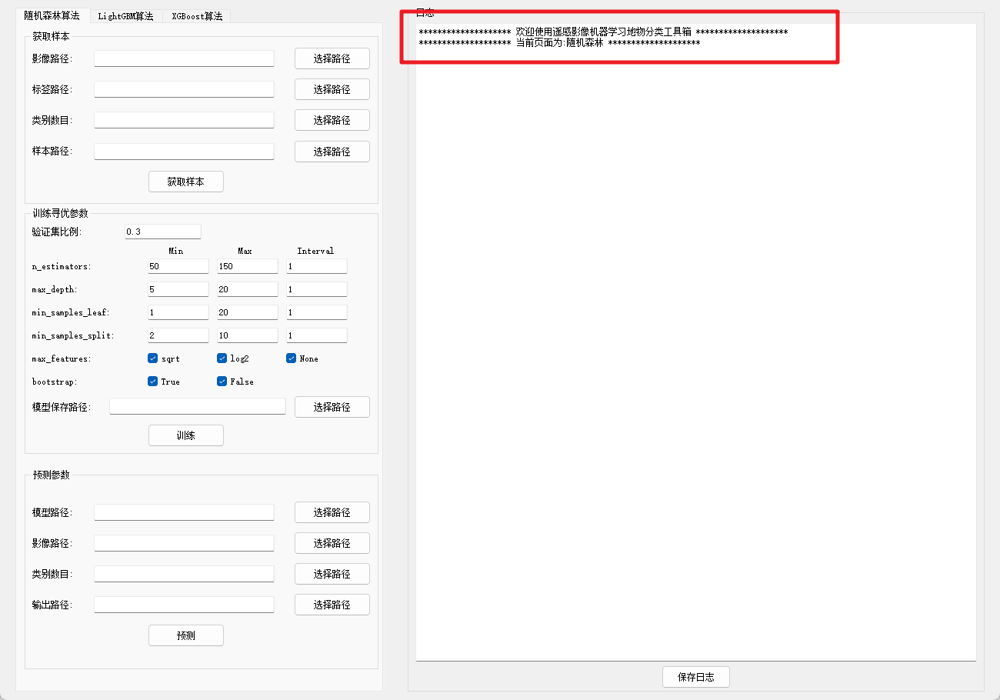 随机森林算法 LightGBM算法 XGBoost算法
获取样本
影像路径: 选择路径
标签路径: 选择路径
类别数目: 选择路径
样本路径: 选择路径
获取样本
训练寻优参数
验证集比例: 0.3
Min Max Interval
n_estimators: 50 150 1
max_depth: 5 20 1
min_samples_leaf: 1 20 1
min_samples_split: 2 10 1
max_features: sqrt log2 None
bootstrap: True False
模型保存路径: 选择路径
训练
预测参数
模型路径: 选择路径
影像路径: 选择路径
类别数目: 选择路径
输出路径: 选择路径
预测
日志
******************** 欢迎使用遥感影像机器学习地物分类工具箱 ********************
******************** 当前页面为:随机森林 ********************
保存日志